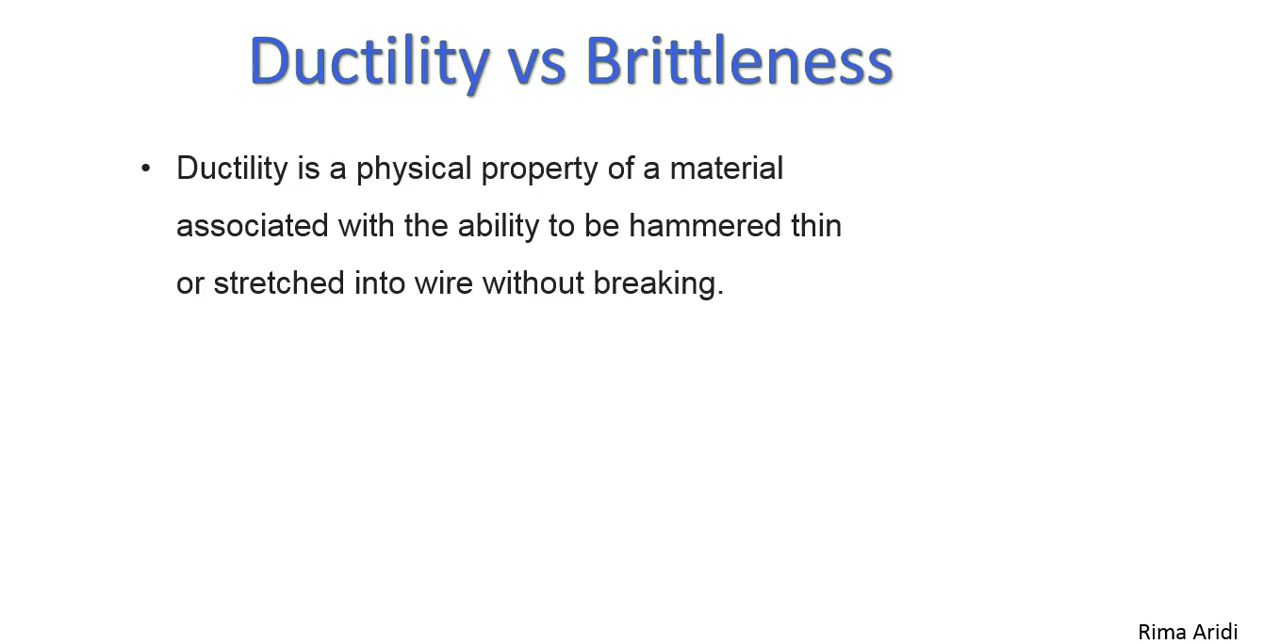 Ductility vs Brittleness
• Ductility is a physical property of a material
associated with the ability to be hammered thin
or stretched into wire without breaking.
Rima Aridi